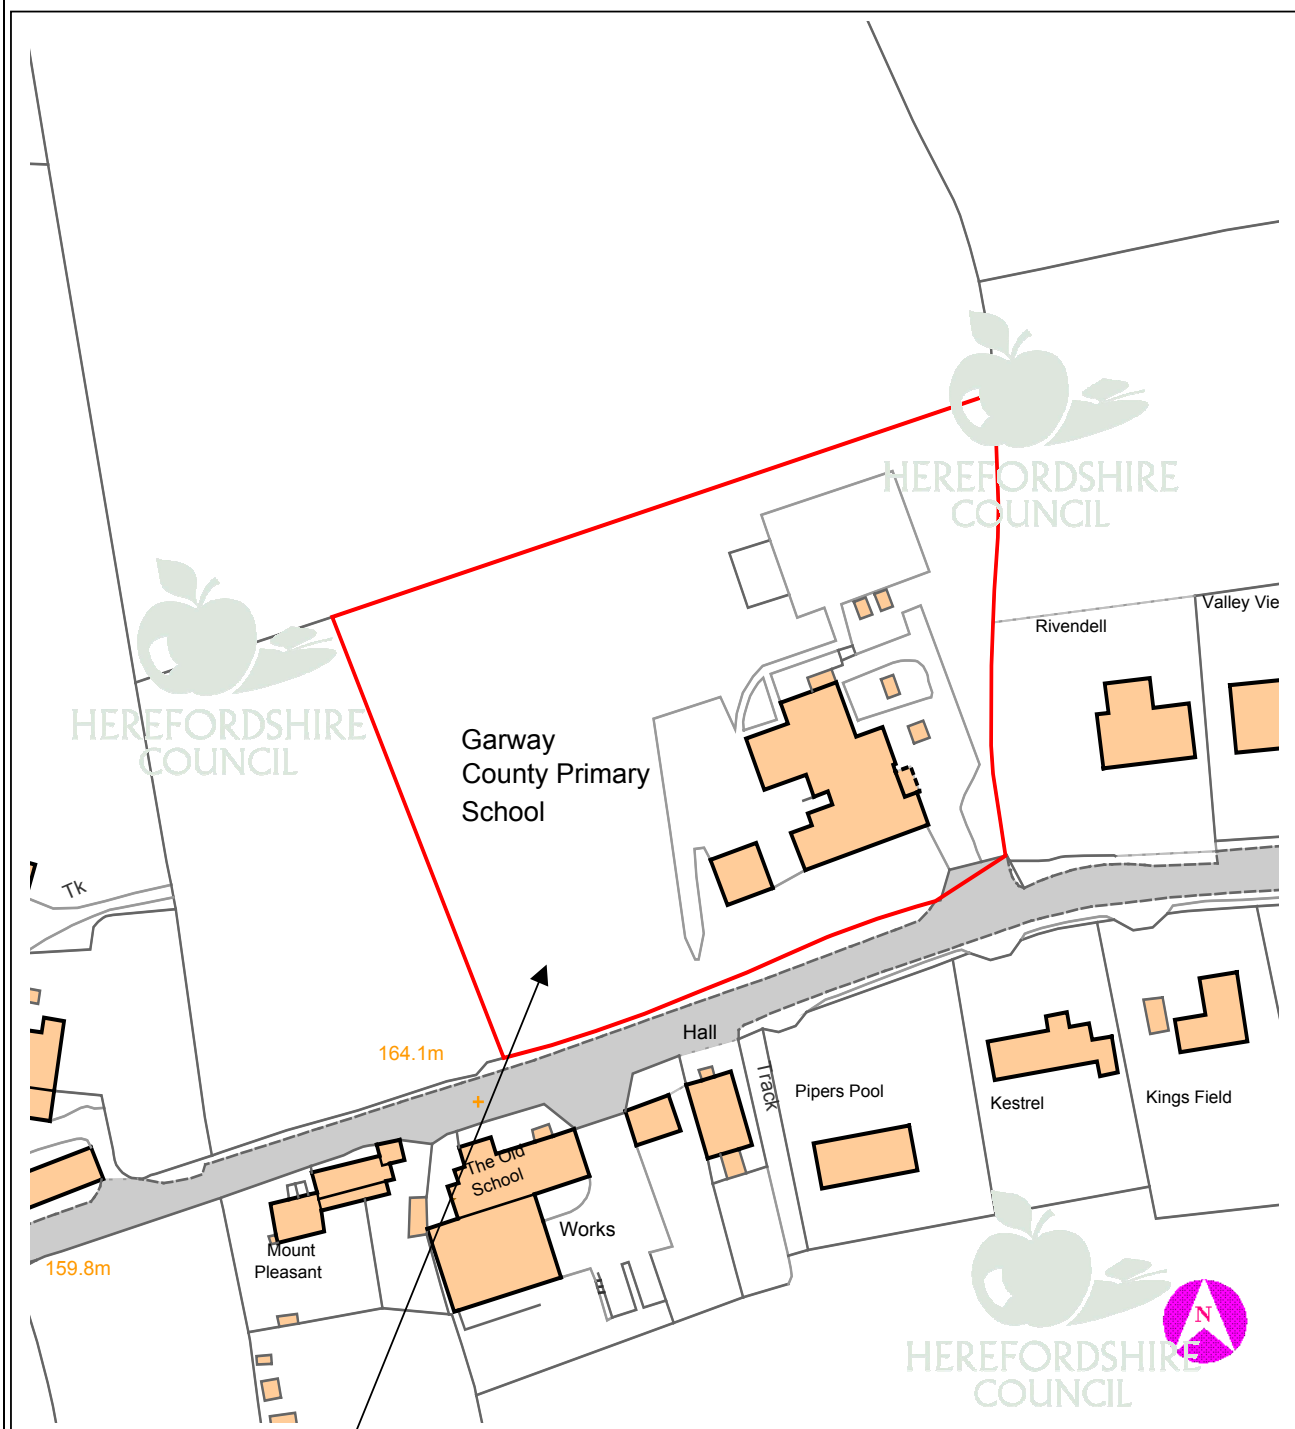 HEREFORDSHIRE
COUNCIL
Valley Vie
Rivendell
HEREFORDSHIRE
COUNCIL
Garway
County Primary
School
Tk
Hall
164.1m
Track
Pipers Pool
Kestrel
Kings Field
The Old
School
Works
Mount
Pleasant
159.8m
N
HEREFORDSHIRE
COUNCIL